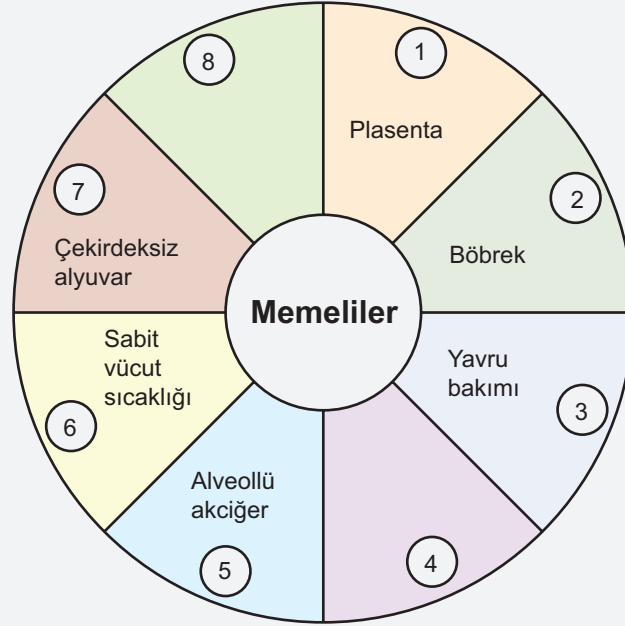 8
1
Plasenta
7
2
Çekirdeksiz
alyuvar
Böbrek
Memeliler
Sabit
vücut
sıcaklığı
Yavru
bakımı
6
3
Alveollü
akciğer
5
4